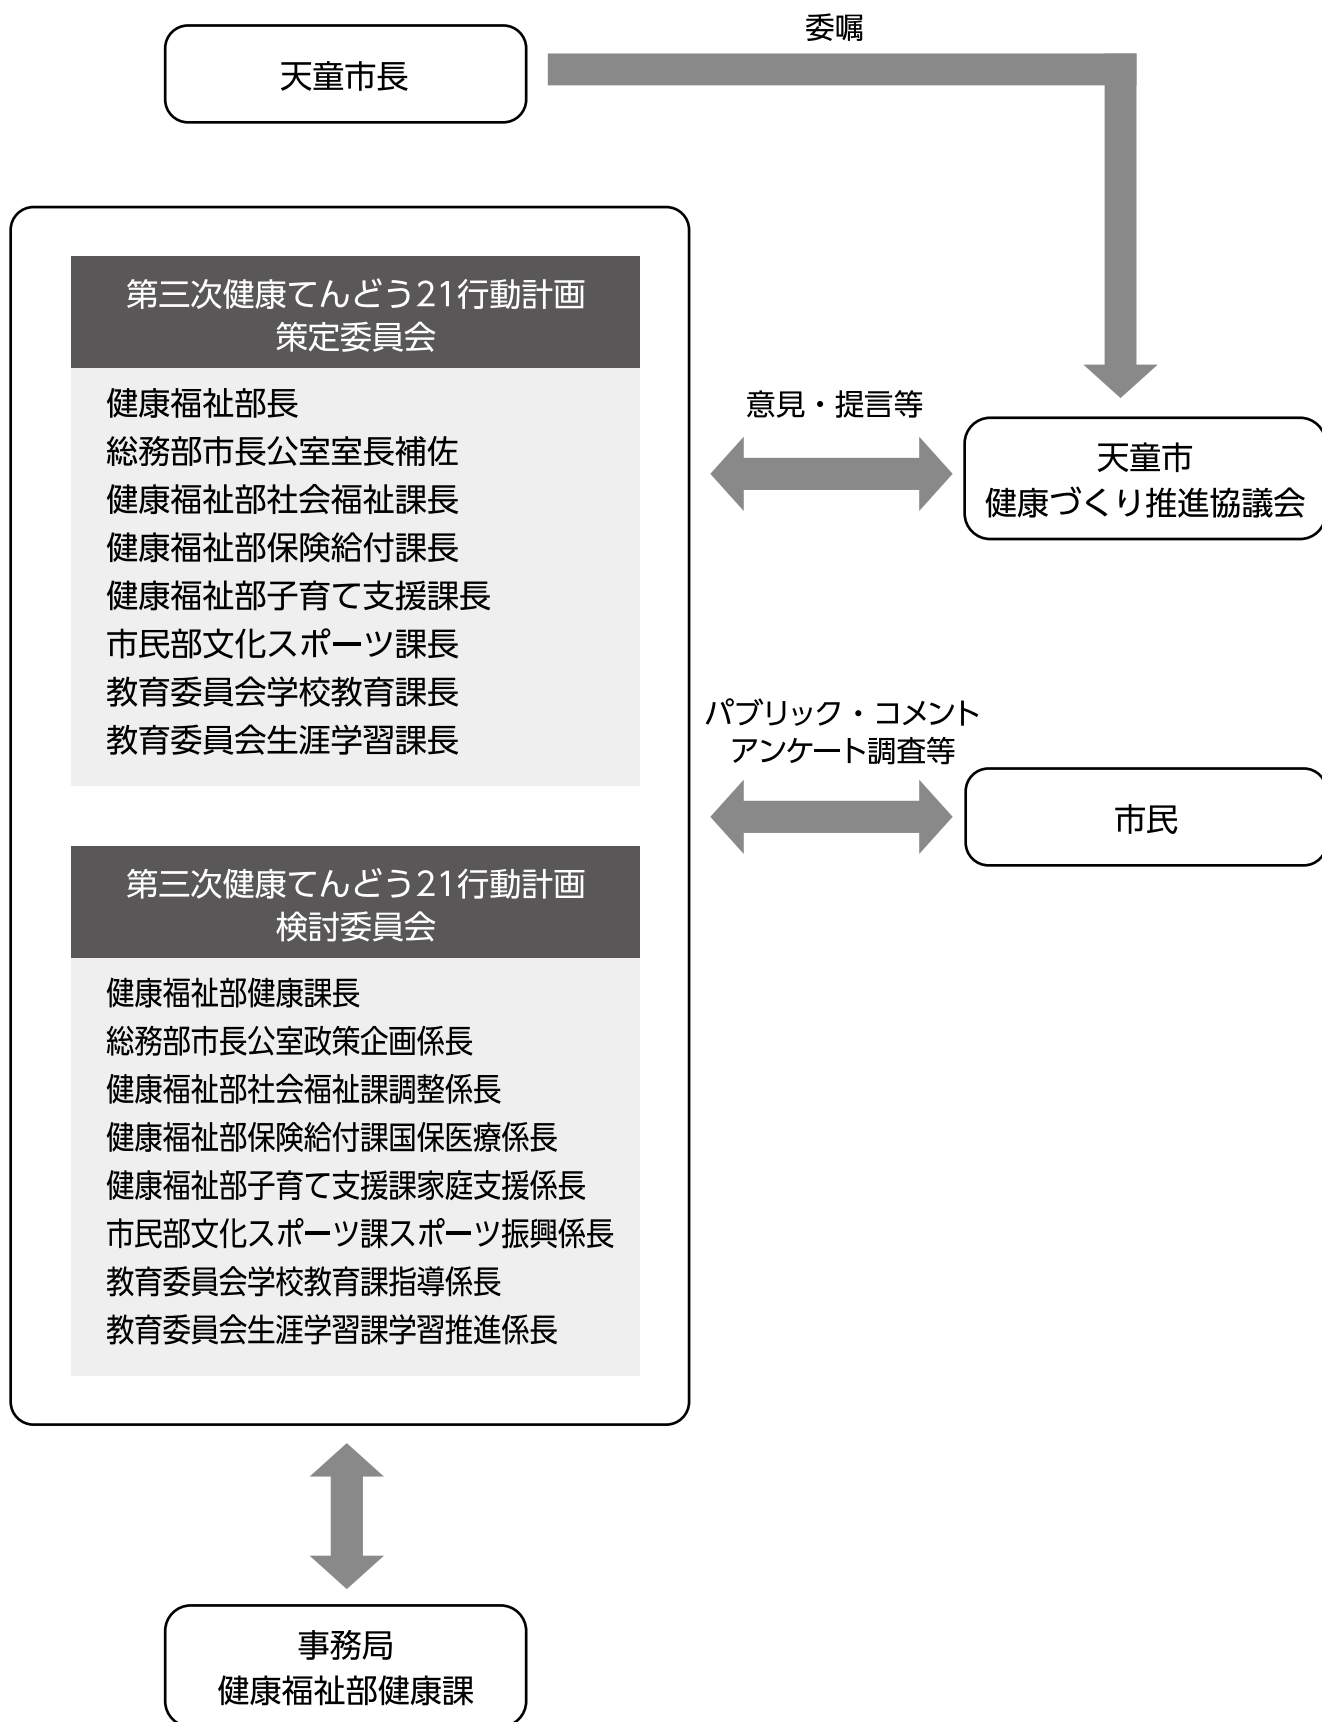 委嘱
天童市長
第三次健康てんどう21行動計画
策定委員会
健康福祉部長
総務部市長公室室長補佐
健康福祉部社会福祉課長
健康福祉部保険給付課長
健康福祉部子育て支援課長
市民部文化スポーツ課長
教育委員会学校教育課長
教育委員会生涯学習課長
意見・提言等
天童市
健康づくり推進協議会
パブリック・コメント
アンケート調査等
市民
第三次健康てんどう21行動計画
検討委員会
健康福祉部健康課長
総務部市長公室政策企画係長
健康福祉部社会福祉課調整係長
健康福祉部保険給付課国保医療係長
健康福祉部子育て支援課家庭支援係長
市民部文化スポーツ課スポーツ振興係長
教育委員会学校教育課指導係長
教育委員会生涯学習課学習推進係長
事務局
健康福祉部健康課